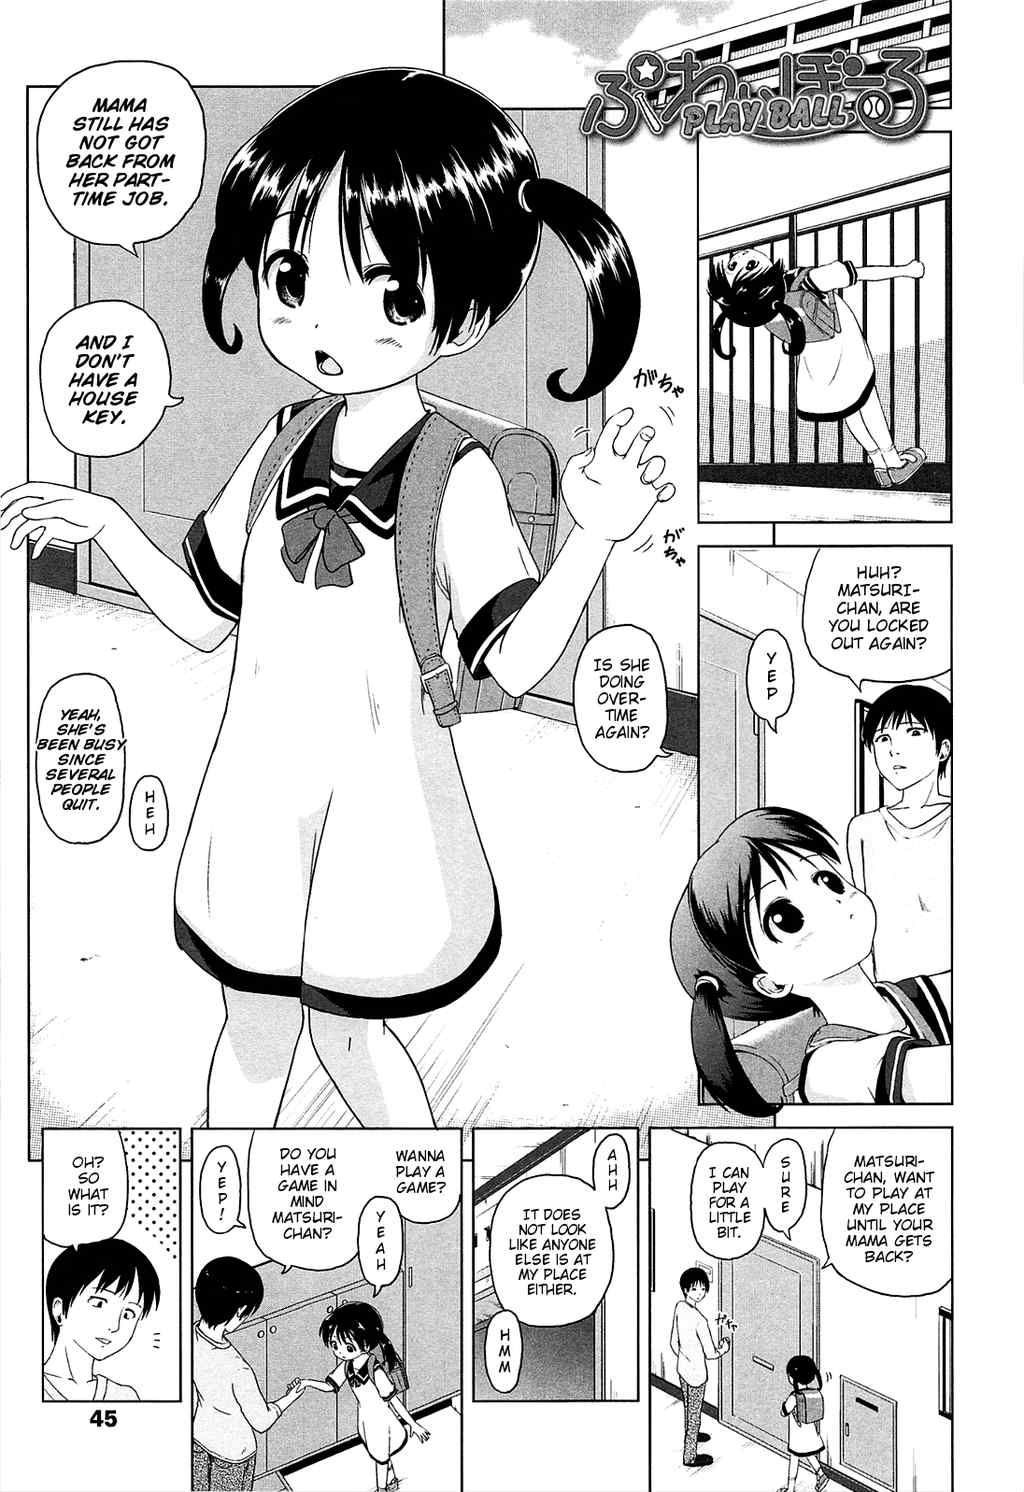 ぷれいぼーる
PLAY BALL
MAMA
STILL HAS
NOT GOT
BACK FROM
HER PART-
TIME JOB.
AND I
DON'T
HAVE A
HOUSE
KEY.
がちゃ
がちゃ
HUH?
MATSURI-
CHAN, ARE
YOU LOCKED
OUT AGAIN?
YEP
IS SHE
DOING
OVER-
TIME
AGAIN?
YEAH,
SHE'S
BEEN BUSY
SINCE
SEVERAL
PEOPLE
QUIT.
HEH
MATSURI-
CHAN, WANT
TO PLAY AT
MY PLACE
UNTIL YOUR
MAMA GETS
BACK?
SURE
I CAN
PLAY
FOR A
LITTLE
BIT.
ガチャ
AHH
IT DOES
NOT LOOK
LIKE ANYONE
ELSE IS AT
MY PLACE
EITHER.
HMM
WANNA
PLAY A
GAME?
YEAH
DO YOU
HAVE A
GAME IN
MIND
MATSURI-
CHAN?
YEP!
OH?
SO
WHAT
IS IT?
45